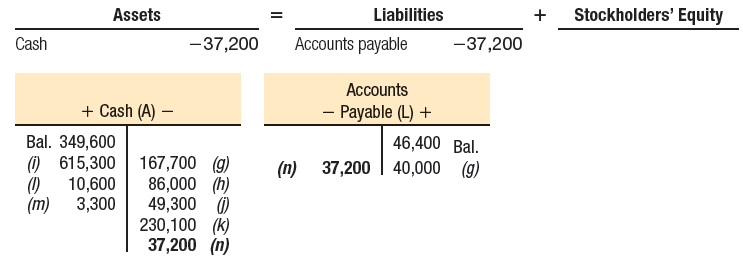 Assets = Liabilities + Stockholders' Equity
Cash −37,200 Accounts payable −37,200
+ Cash (A) −
Bal. 349,600
(i) 615,300 167,700 (g)
(l) 10,600 86,000 (h)
(m) 3,300 49,300 (j)
230,100 (k)
37,200 (n)
Accounts
− Payable (L) +
46,400 Bal.
(n) 37,200 40,000 (g)